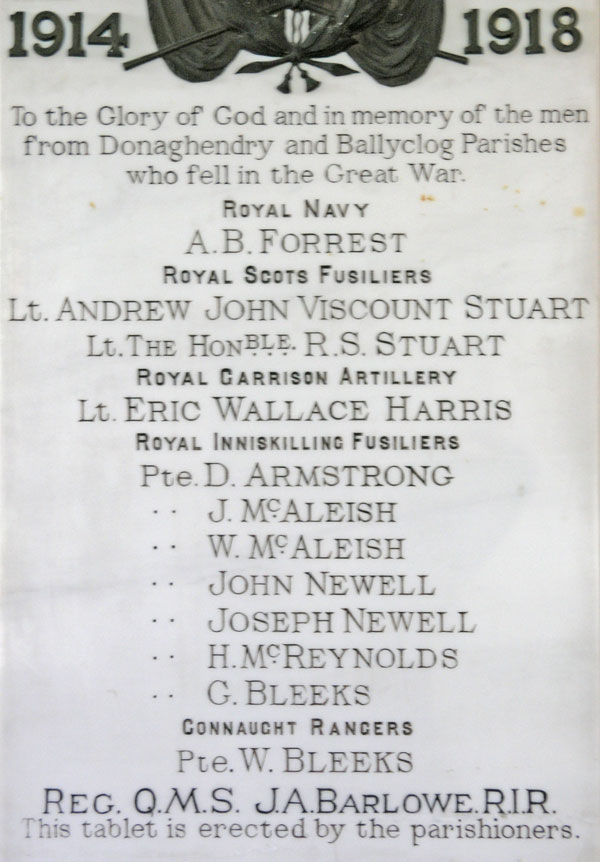 1914 1918
To the Glory of God and in memory of the men
from Donaghendry and Ballyclog Parishes
who fell in the Great War.
ROYAL NAVY
A.B. FORREST
ROYAL SCOTS FUSILIERS
Lt. ANDREW JOHN VISCOUNT STUART
Lt. THE HONBLE. R.S. STUART
ROYAL GARRISON ARTILLERY
Lt. ERIC WALLACE HARRIS
ROYAL INNISKILLING FUSILIERS
Pte. D. ARMSTRONG
·· J. McALEISH
·· W. McALEISH
·· JOHN NEWELL
·· JOSEPH NEWELL
·· H. McREYNOLDS
·· G. BLEEKS
CONNAUGHT RANGERS
Pte. W. BLEEKS
REG. Q.M.S. J.A. BARLOWE. R.I.R.
This tablet is erected by the parishioners.